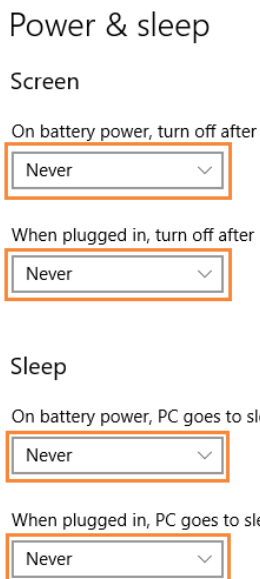 Power & sleep
Screen
On battery power, turn off after
Never
When plugged in, turn off after
Never
Sleep
On battery power, PC goes to sle
Never
When plugged in, PC goes to sle
Never